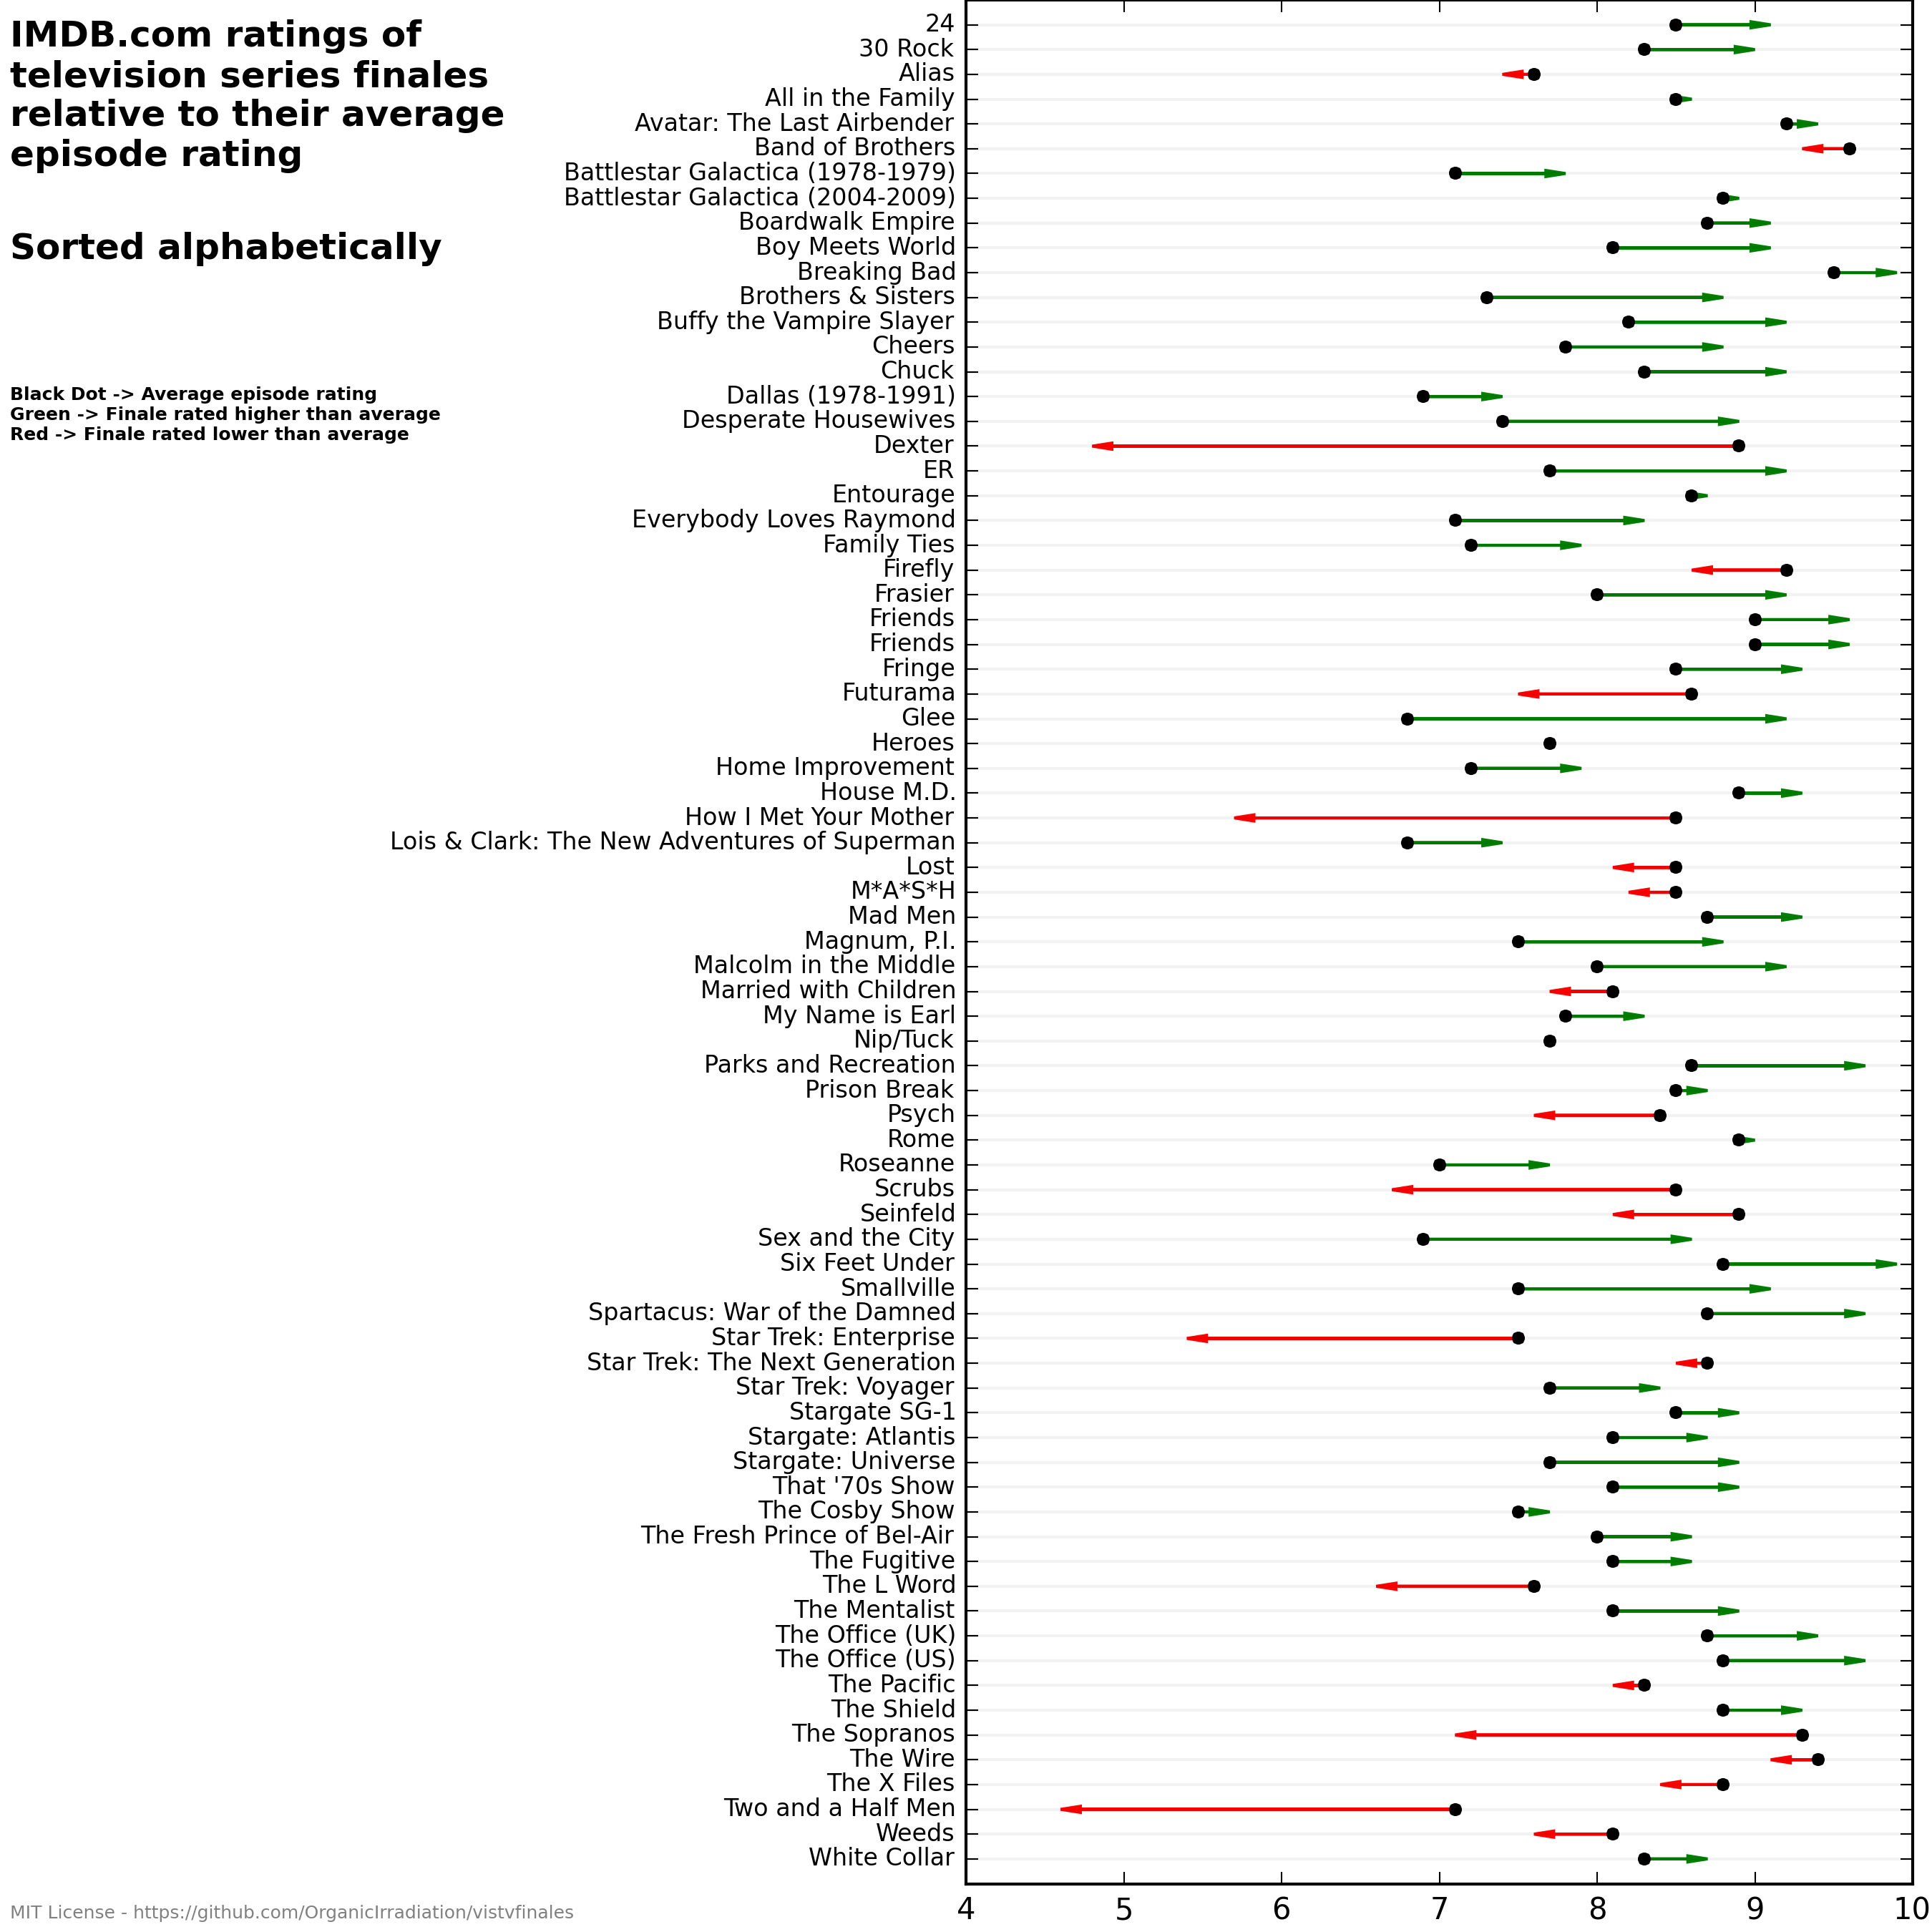 IMDB.com ratings of
television series finales
relative to their average
episode rating
Sorted alphabetically
Black Dot -> Average episode rating
Green -> Finale rated higher than average
Red -> Finale rated lower than average
24
30 Rock
Alias
All in the Family
Avatar: The Last Airbender
Band of Brothers
Battlestar Galactica (1978-1979)
Battlestar Galactica (2004-2009)
Boardwalk Empire
Boy Meets World
Breaking Bad
Brothers & Sisters
Buffy the Vampire Slayer
Cheers
Chuck
Dallas (1978-1991)
Desperate Housewives
Dexter
ER
Entourage
Everybody Loves Raymond
Family Ties
Firefly
Frasier
Friends
Friends
Fringe
Futurama
Glee
Heroes
Home Improvement
House M.D.
How I Met Your Mother
Lois & Clark: The New Adventures of Superman
Lost
M*A*S*H
Mad Men
Magnum, P.I.
Malcolm in the Middle
Married with Children
My Name is Earl
Nip/Tuck
Parks and Recreation
Prison Break
Psych
Rome
Roseanne
Scrubs
Seinfeld
Sex and the City
Six Feet Under
Smallville
Spartacus: War of the Damned
Star Trek: Enterprise
Star Trek: The Next Generation
Star Trek: Voyager
Stargate SG-1
Stargate: Atlantis
Stargate: Universe
That '70s Show
The Cosby Show
The Fresh Prince of Bel-Air
The Fugitive
The L Word
The Mentalist
The Office (UK)
The Office (US)
The Pacific
The Shield
The Sopranos
The Wire
The X Files
Two and a Half Men
Weeds
White Collar
4 5 6 7 8 9 10
MIT License - https://github.com/OrganicIrradiation/vistvfinales